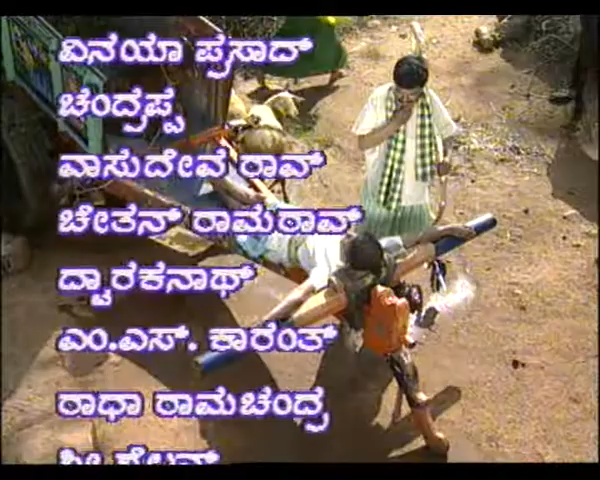 ವಿನಯಾ ಪ್ರಸಾದ್
ಚಂದ್ರಪ್ಪ
ವಾಸುದೇವ ರಾವ್
ಚೇತನ್ ರಾಮರಾವ್
ದ್ವಾರಕನಾಥ್
ಎಂ.ಎಸ್. ಕಾರಂತ್
ರಾಧಾ ರಾಮಚಂದ್ರ